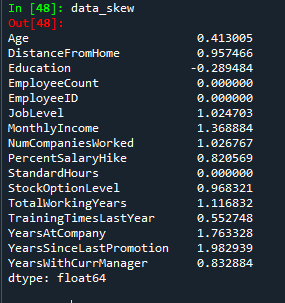 In [48]: data_skew
Out[48]:
Age 0.413005
DistanceFromHome 0.957466
Education -0.289484
EmployeeCount 0.000000
EmployeeID 0.000000
JobLevel 1.024703
MonthlyIncome 1.368884
NumCompaniesWorked 1.026767
PercentSalaryHike 0.820569
StandardHours 0.000000
StockOptionLevel 0.968321
TotalWorkingYears 1.116832
TrainingTimesLastYear 0.552748
YearsAtCompany 1.763328
YearsSinceLastPromotion 1.982939
YearsWithCurrManager 0.832884
dtype: float64